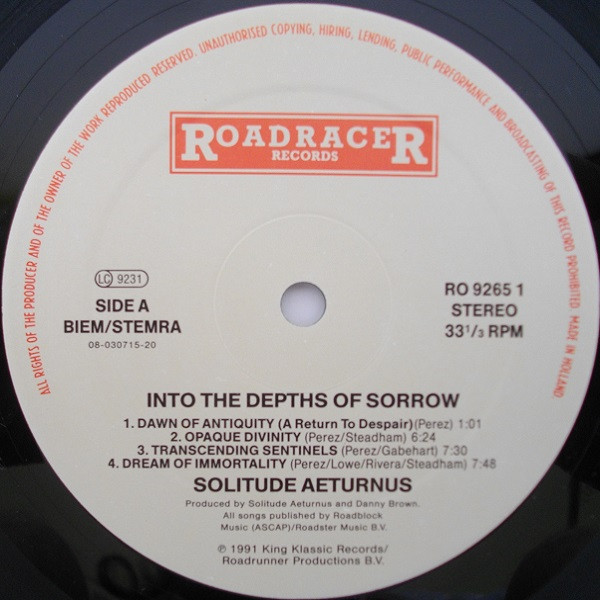 ALL RIGHTS OF THE PRODUCER AND OF THE OWNER OF THE WORK REPRODUCED RESERVED. UNAUTHORISED COPYING, HIRING, LENDING, PUBLIC PERFORMANCE AND BROADCASTING OF THIS RECORD PROHIBITED. MADE IN HOLLAND.
ROADRACER
RECORDS
LC 9231
SIDE A
BIEM/STEMRA
08-030715-20
RO 9265 1
STEREO
33 1/3 RPM
INTO THE DEPTHS OF SORROW
1. DAWN OF ANTIQUITY (A Return To Despair)(Perez) 1:01
2. OPAQUE DIVINITY (Perez/Steadham) 6:24
3. TRANSCENDING SENTINELS (Perez/Gabehart) 7:30
4. DREAM OF IMMORTALITY (Perez/Lowe/Rivera/Steadham) 7:48
SOLITUDE AETURNUS
Produced by Solitude Aeturnus and Danny Brown.
All songs published by Roadblock
Music (ASCAP)/Roadster Music B.V.
℗ 1991 King Klassic Records/
Roadrunner Productions B.V.